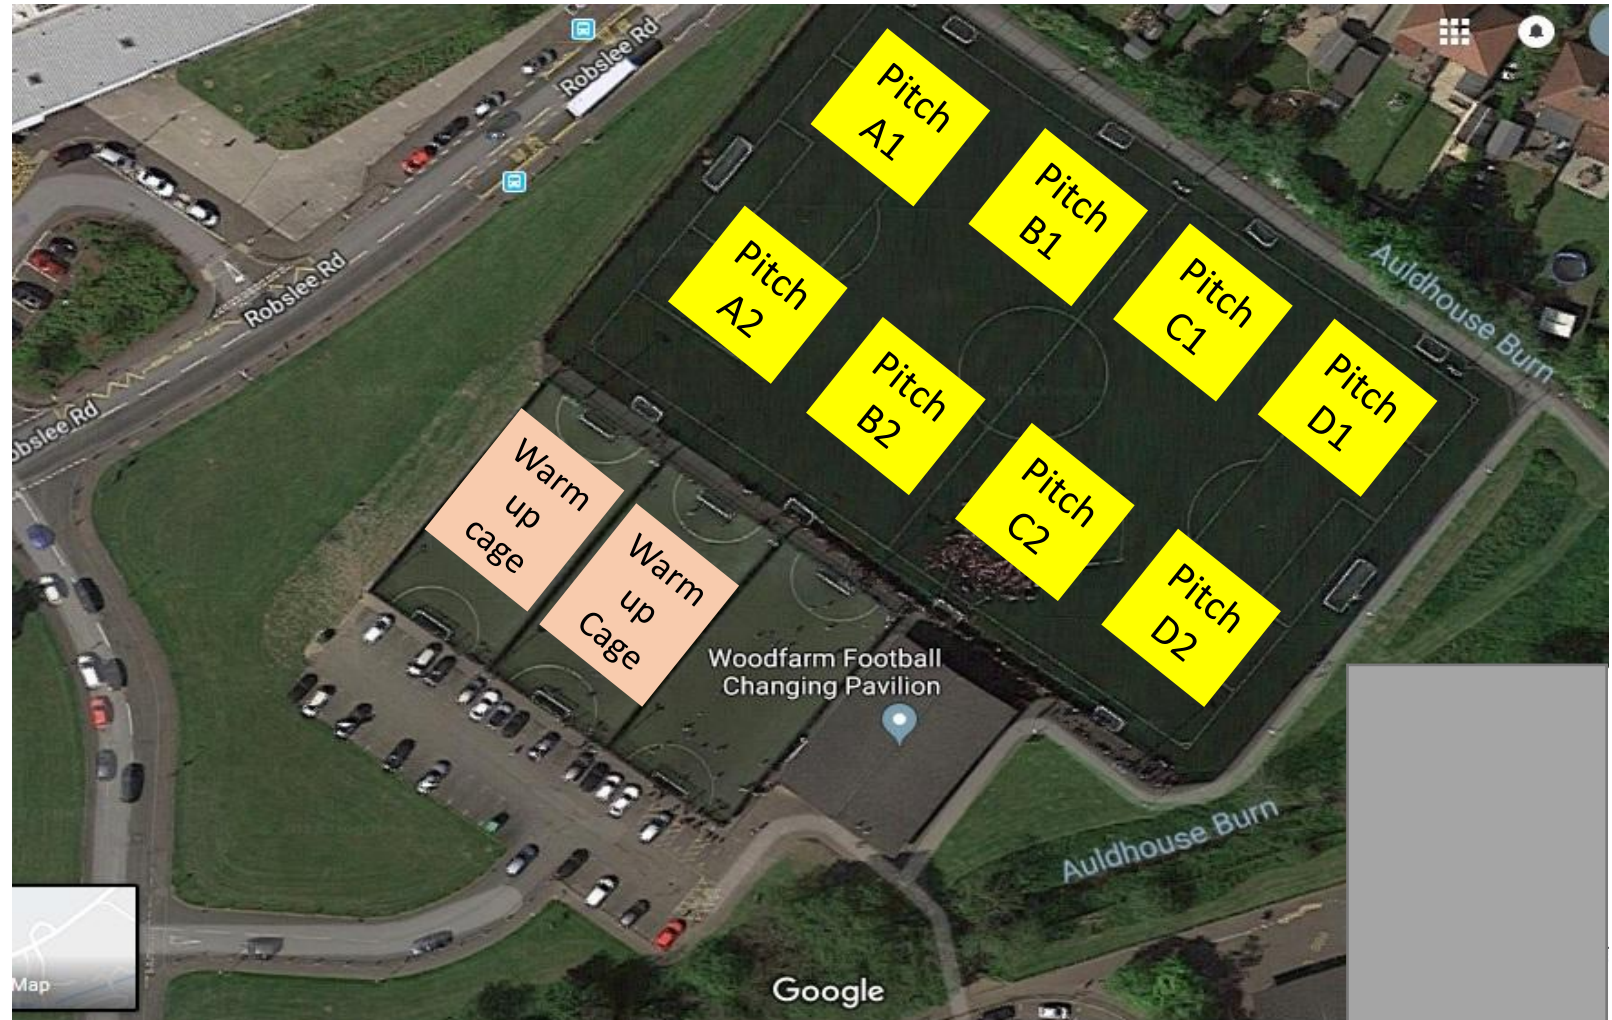 Robslee Rd
Robslee Rd
obslee Rd
Pitch
A1
Pitch
B1
Pitch
C1
Pitch
D1
Pitch
A2
Pitch
B2
Pitch
C2
Pitch
D2
Warm
up
cage
Warm
up
Cage
Auldhouse Burn
Woodfarm Football
Changing Pavilion
Auldhouse Burn
Map
Google